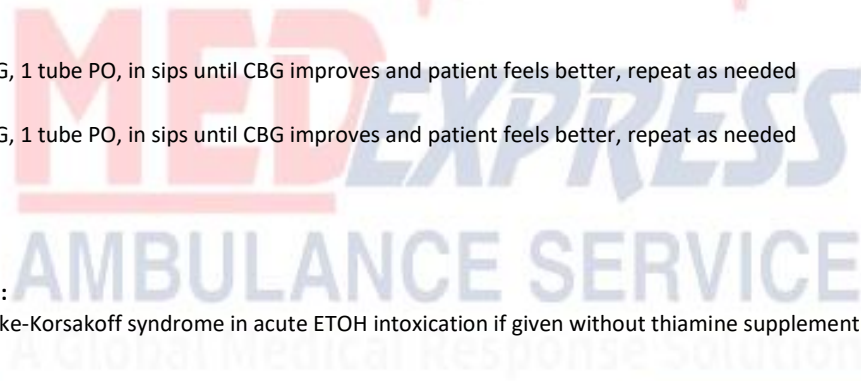 G, 1 tube PO, in sips until CBG improves and patient feels better, repeat as needed
G, 1 tube PO, in sips until CBG improves and patient feels better, repeat as needed
MEDEXPRESS
AMBULANCE SERVICE
:
ke-Korsakoff syndrome in acute ETOH intoxication if given without thiamine supplement
A Global Medical Response Solution